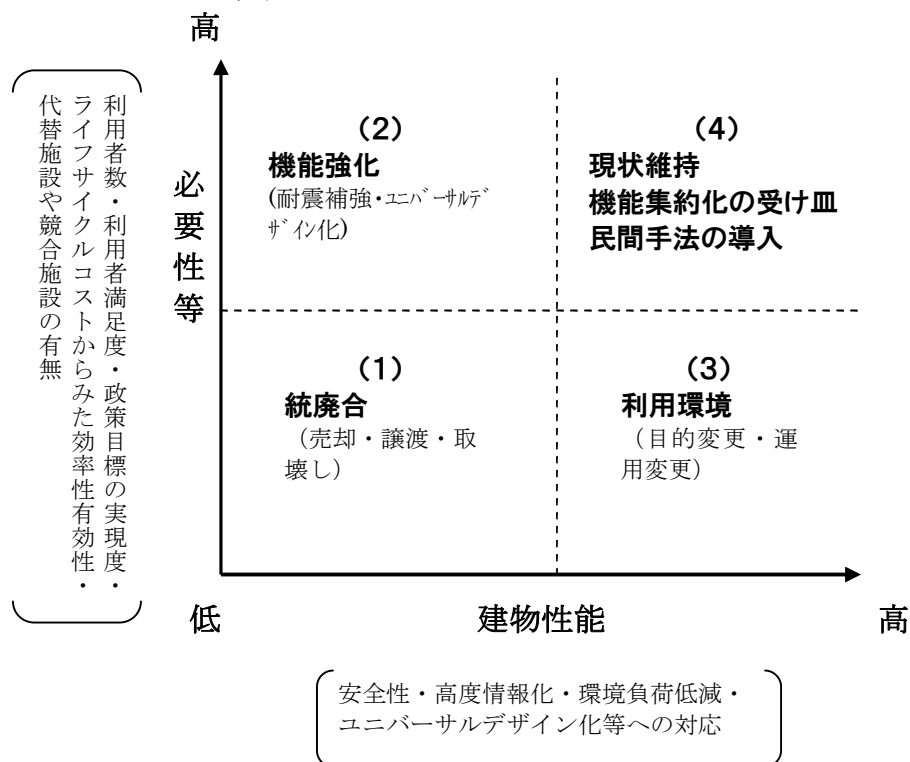 高
利用者数・利用者満足度・政策目標の実現度・
ライフサイクルコストからみた効率性有効性・
代替施設や競合施設の有無
必要性等
(2)
機能強化
(耐震補強・ﾕﾆﾊﾞｰｻﾙﾃﾞ
ｻﾞｲﾝ化)
(4)
現状維持
機能集約化の受け皿
民間手法の導入
(1)
統廃合
（売却・譲渡・取
壊し）
(3)
利用環境
（目的変更・運
用変更）
低
建物性能
高
安全性・高度情報化・環境負荷低減・
ユニバーサルデザイン化等への対応